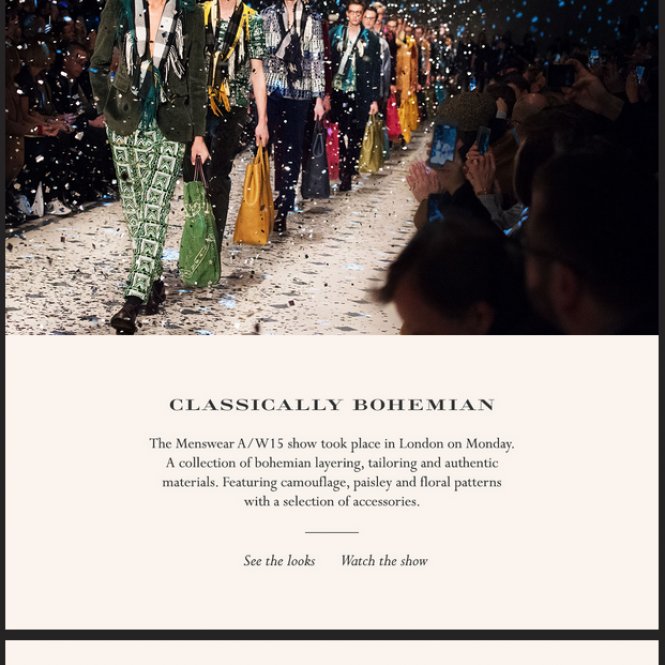 CLASSICALLY BOHEMIAN
The Menswear A/W15 show took place in London on Monday.
A collection of bohemian layering, tailoring and authentic
materials. Featuring camouflage, paisley and floral patterns
with a selection of accessories.
See the looks Watch the show